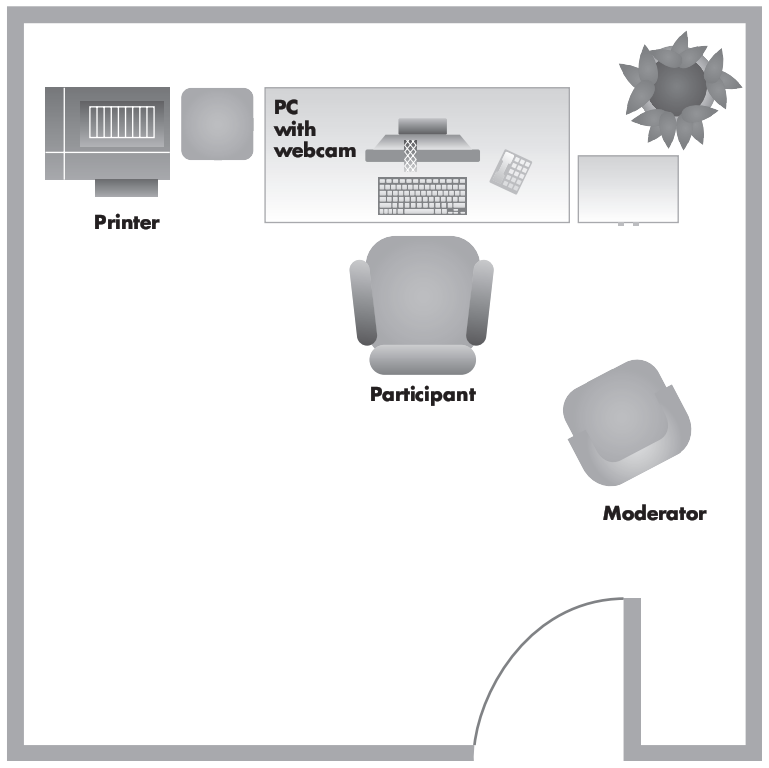 PC
with
webcam
Printer
Participant
Moderator